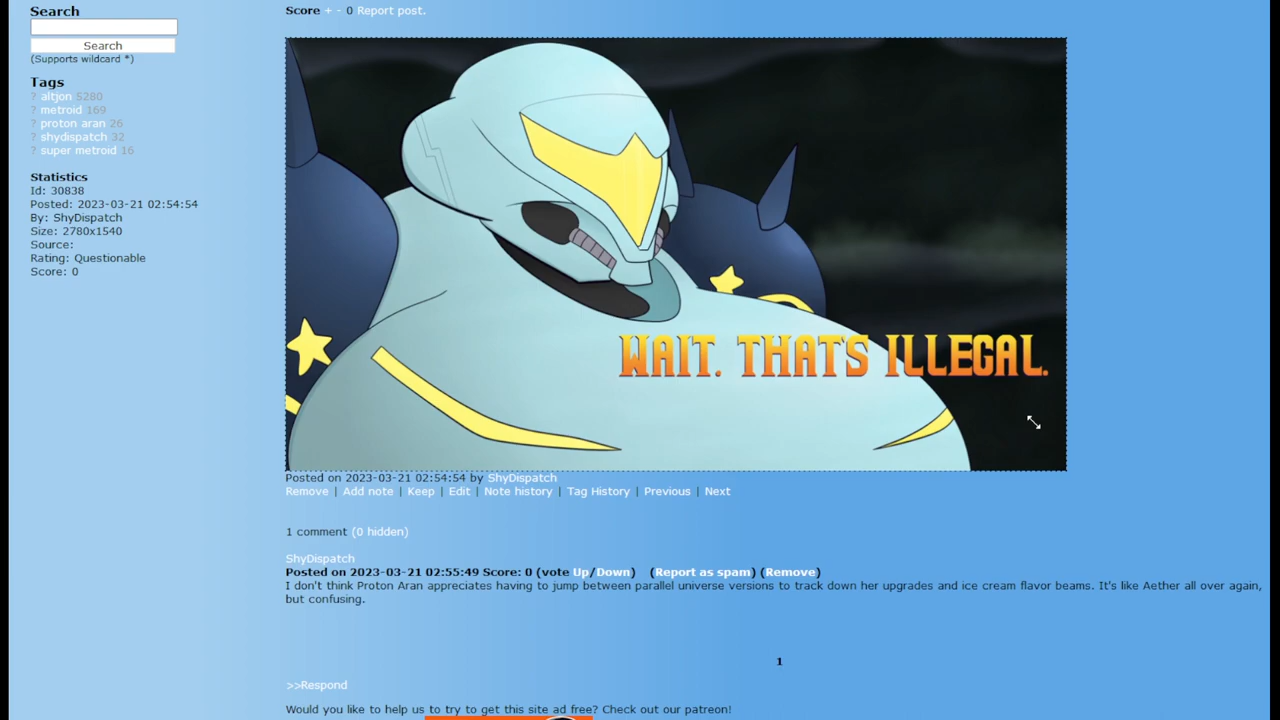 Search
Search
(Supports wildcard *)
Tags
? altjon 5280
? metroid 169
? proton aran 26
? shydispatch 32
? super metroid 16
Statistics
Id: 30838
Posted: 2023-03-21 02:54:54
By: ShyDispatch
Size: 2780x1540
Source:
Rating: Questionable
Score: 0
Score + - 0 Report post.
WAIT. THAT'S ILLEGAL.
Posted on 2023-03-21 02:54:54 by ShyDispatch
Remove | Add note | Keep | Edit | Note history | Tag History | Previous | Next
1 comment (0 hidden)
ShyDispatch
Posted on 2023-03-21 02:55:49 Score: 0 (vote Up/Down) (Report as spam) (Remove)
I don't think Proton Aran appreciates having to jump between parallel universe versions to track down her upgrades and ice cream flavor beams. It's like Aether all over again,
but confusing.
1
>>Respond
Would you like to help us to try to get this site ad free? Check out our patreon!